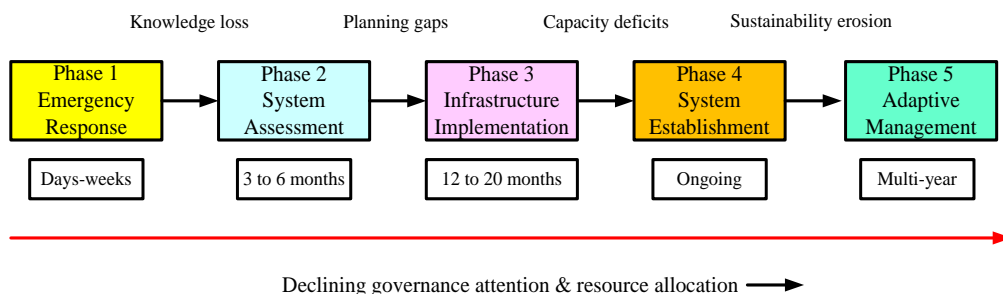 Knowledge loss
Planning gaps
Capacity deficits
Sustainability erosion
Phase 1
Emergency
Response
Phase 2
System
Assessment
Phase 3
Infrastructure
Implementation
Phase 4
System
Establishment
Phase 5
Adaptive
Management
Days-weeks
3 to 6 months
12 to 20 months
Ongoing
Multi-year
Declining governance attention & resource allocation